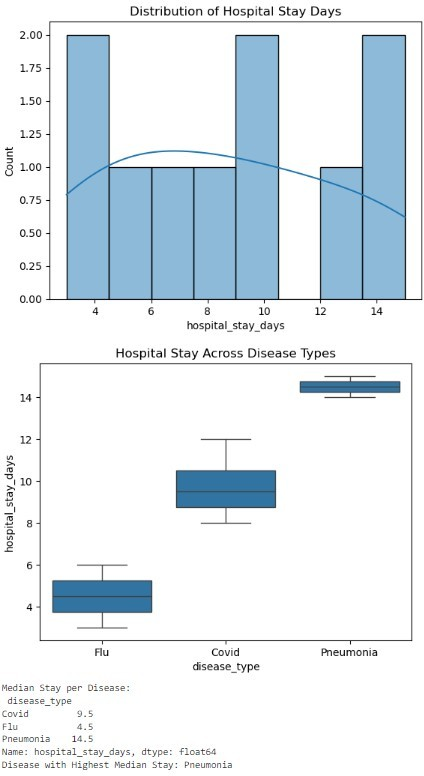 Distribution of Hospital Stay Days
2.00
1.75
1.50
1.25
1.00
0.75
0.50
0.25
0.00
Count
4 6 8 10 12 14
hospital_stay_days
Hospital Stay Across Disease Types
14
12
10
8
6
4
hospital_stay_days
Flu Covid Pneumonia
disease_type
Median Stay per Disease:
disease_type
Covid 9.5
Flu 4.5
Pneumonia 14.5
Name: hospital_stay_days, dtype: float64
Disease with Highest Median Stay: Pneumonia